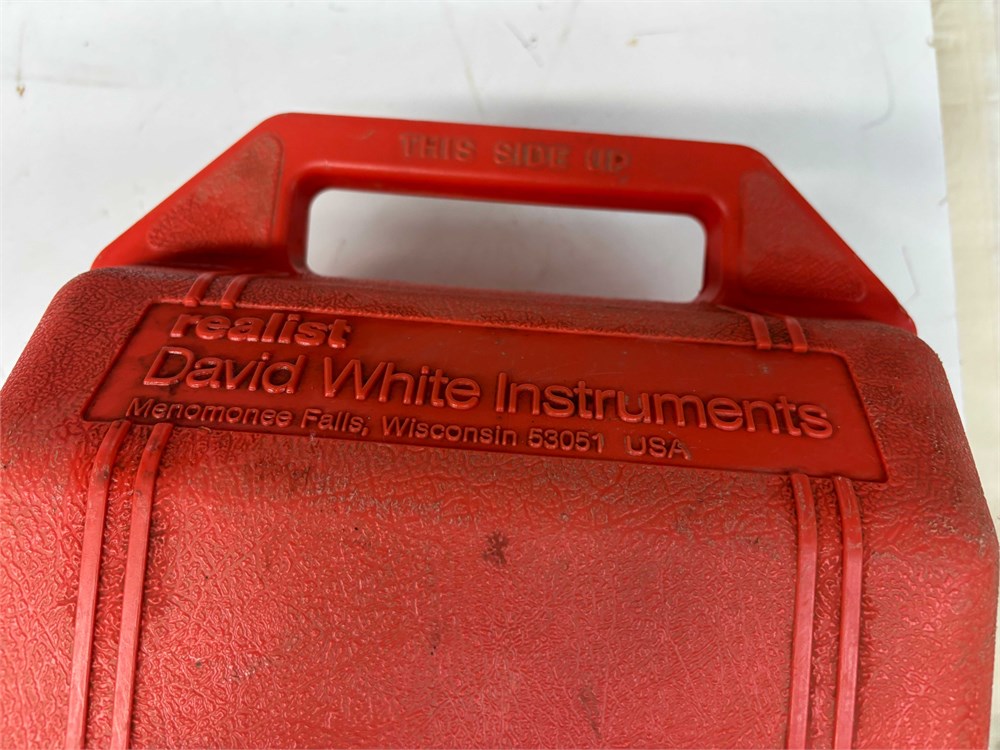 THIS SIDE UP
realist
David White Instruments
Menomonee Falls, Wisconsin 53051 USA